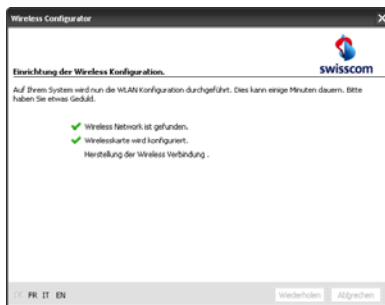 Wireless Configurator
swisscom
Einrichtung der Wireless Konfiguration.
Auf Ihrem System wird nun die WLAN Konfiguration durchgeführt. Dies kann einige Minuten dauern. Bitte
haben Sie etwas Geduld.
Wireless Network ist gefunden.
Wirelesskarte wird konfiguriert.
Herstellung der Wireless Verbindung .
DE FR IT EN
Wiederholen Abbrechen